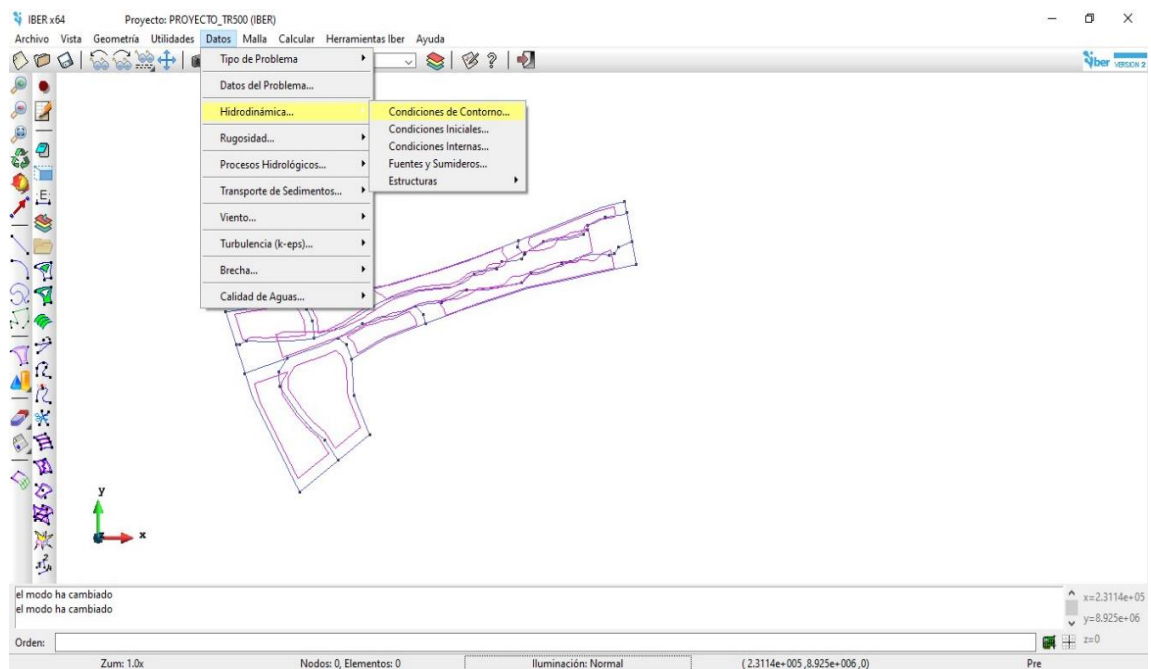 IBER x64 Proyecto: PROYECTO_TR500 (IBER)
Archivo Vista Geometría Utilidades Datos Malla Calcular Herramientas Iber Ayuda
Iber VERSION 2
Tipo de Problema
Datos del Problema...
Hidrodinámica...
Rugosidad...
Procesos Hidrológicos...
Transporte de Sedimentos...
Viento...
Turbulencia (k-eps)...
Brecha...
Calidad de Aguas...
Condiciones de Contorno...
Condiciones Iniciales...
Condiciones Internas...
Fuentes y Sumideros...
Estructuras
E
y
x
el modo ha cambiado
el modo ha cambiado
x=2.3114e+05
y=8.925e+06
z=0
Orden:
Zum: 1.0x Nodos: 0, Elementos: 0 Iluminación: Normal (2.3114e+005 ,8.925e+006 ,0) Pre